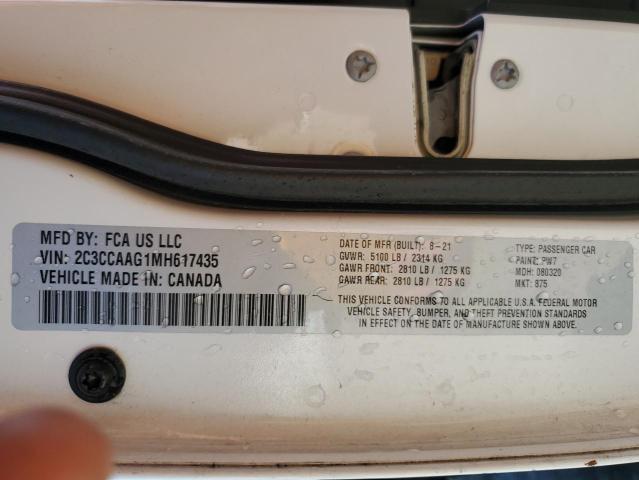 MFD BY: FCA US LLC
VIN: 2C3CCAAG1MH617435
VEHICLE MADE IN: CANADA
DATE OF MFR (BUILT): 8-21
GVWR: 5100 LB / 2314 KG
GAWR FRONT: 2810 LB / 1275 KG
GAWR REAR: 2810 LB / 1275 KG
TYPE: PASSENGER CAR
PAINT: PW7
MDH: 080320
MKT: 875
THIS VEHICLE CONFORMS TO ALL APPLICABLE U.S.A. FEDERAL MOTOR
VEHICLE SAFETY, BUMPER, AND THEFT PREVENTION STANDARDS
IN EFFECT ON THE DATE OF MANUFACTURE SHOWN ABOVE.